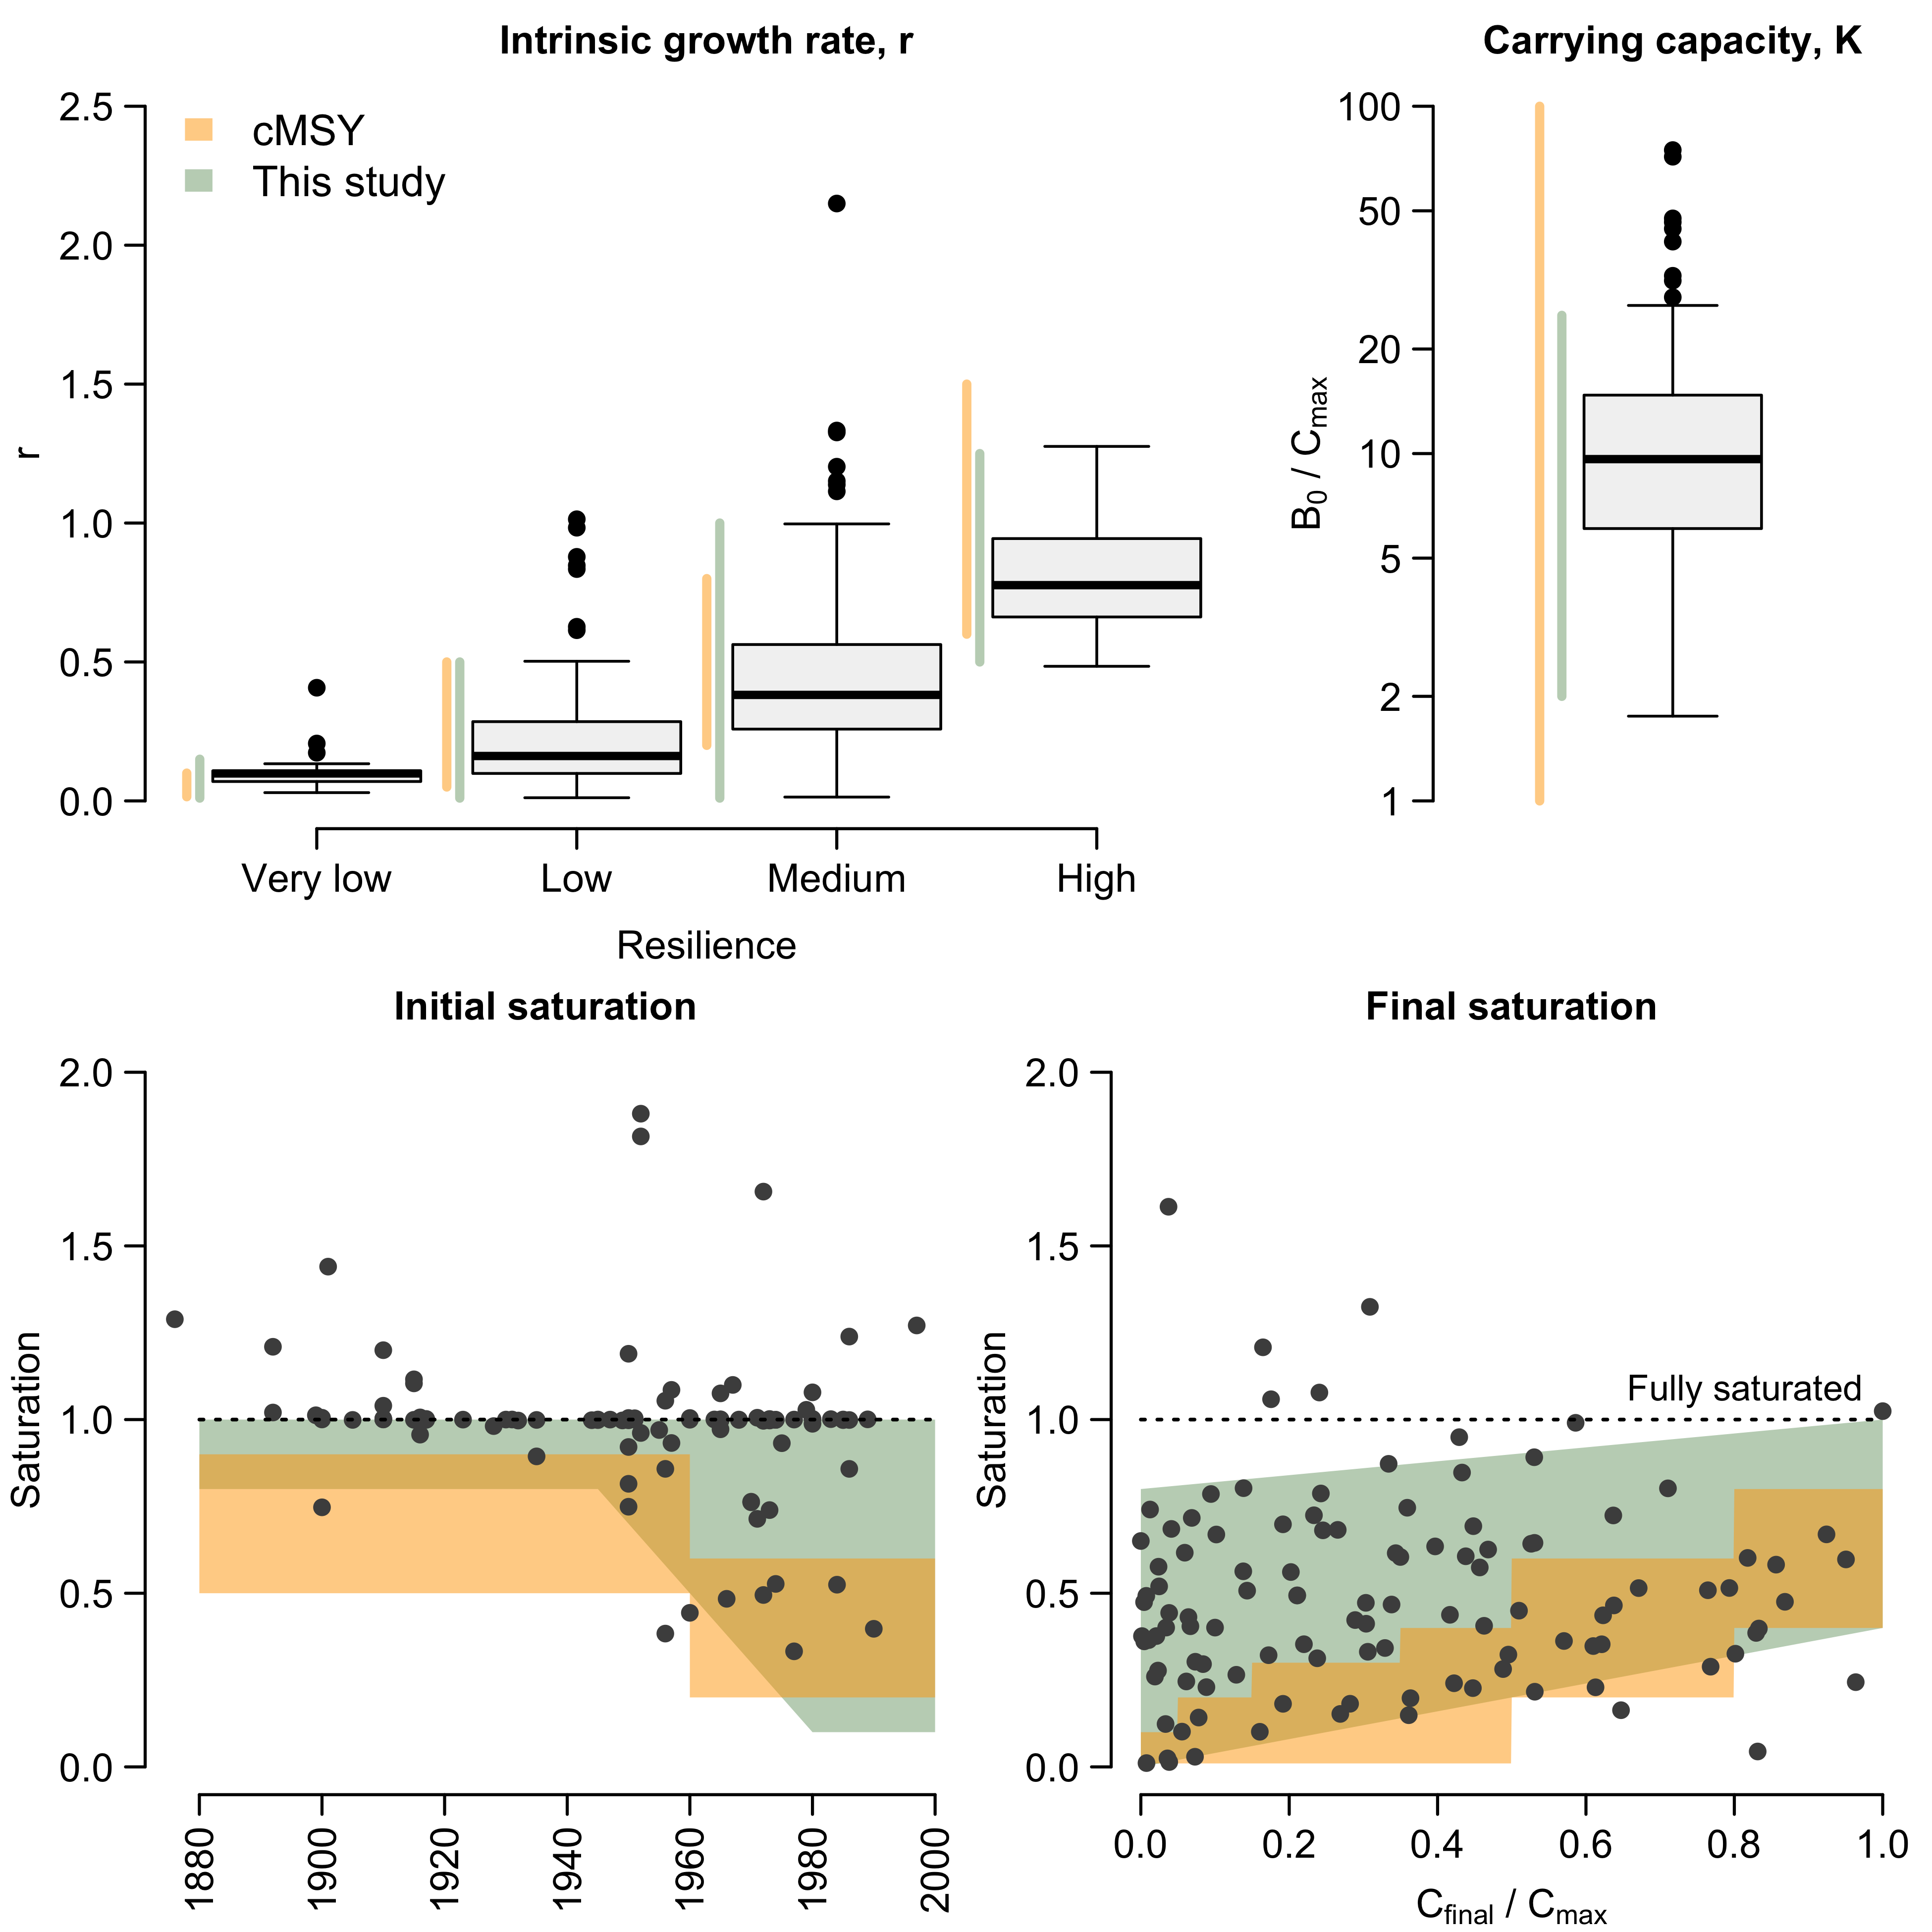 Intrinsic growth rate, r
2.5
2.0
1.5
1.0
0.5
0.0
r
cMSY
This study
Very low Low Medium High
Resilience
Carrying capacity, K
100
50
20
10
5
2
1
B0 / Cmax
Initial saturation
2.0
1.5
1.0
0.5
0.0
Saturation
1880 1900 1920 1940 1960 1980 2000
Final saturation
2.0
1.5
1.0
0.5
0.0
Saturation
Fully saturated
0.0 0.2 0.4 0.6 0.8 1.0
Cfinal / Cmax